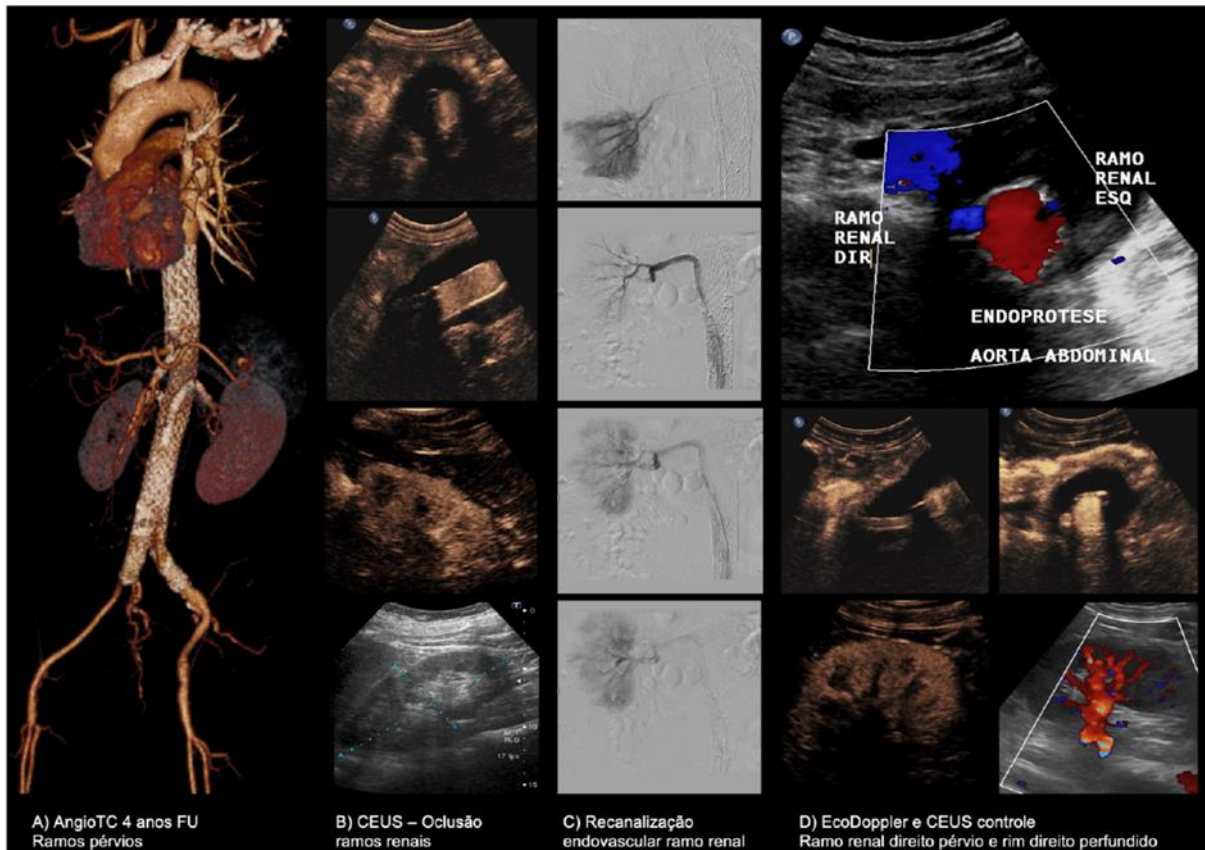 RAMO
RENAL
ESQ
RAMO
RENAL
DIR
ENDOPROTESE
AORTA ABDOMINAL
A) AngioTC 4 anos FU
Ramos pérvios
B) CEUS – Oclusão
ramos renais
C) Recanalização
endovascular ramo renal
D) EcoDoppler e CEUS controle
Ramo renal direito pérvio e rim direito perfundido